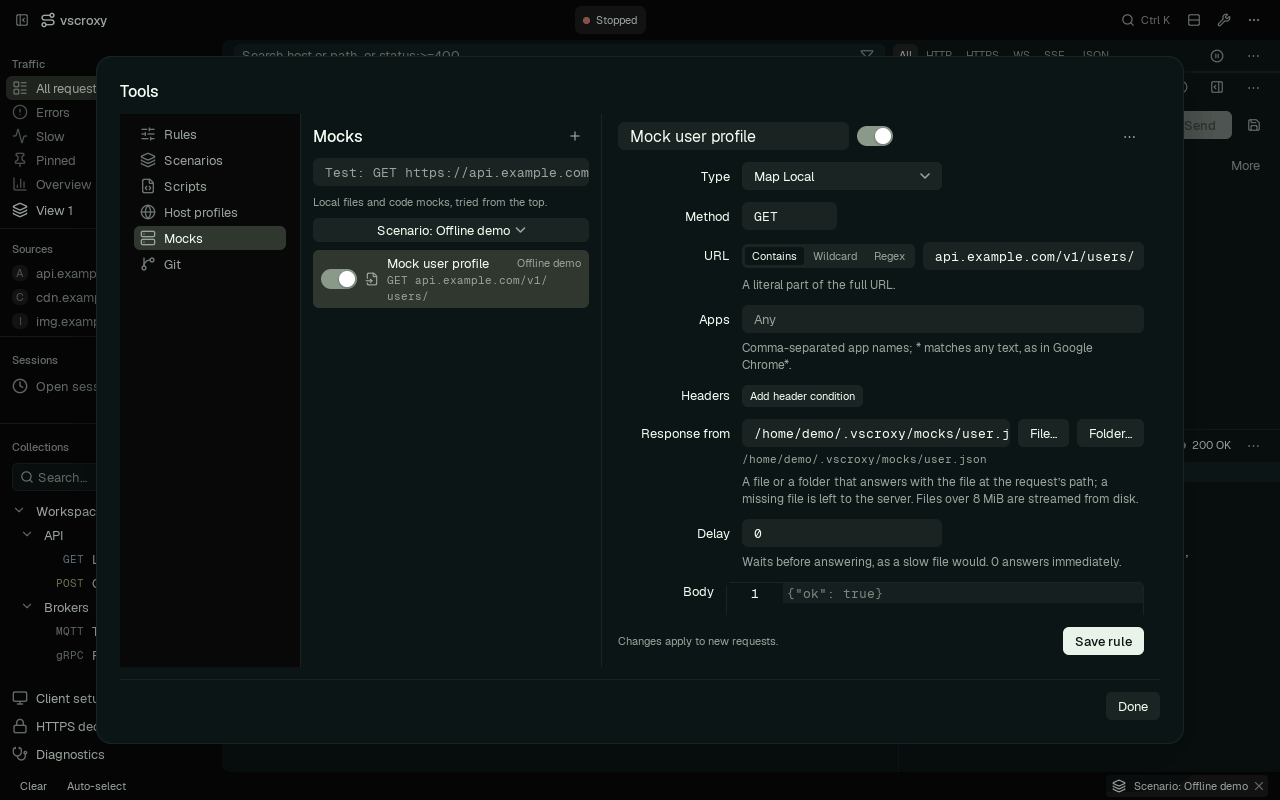 vscroxy
Stopped
Ctrl K
Traffic
Search host or path, or status:>=400
All HTTP HTTPS WS SSE JSON
All request
Errors
Slow
Pinned
Overview
View 1
Send
More
Sources
A api.examp
C cdn.examp
I img.examp
Sessions
Open sess
Collections
Search...
Workspac
API
GET
POST
Brokers
MQTT
gRPC
Client setu
HTTPS dec
Diagnostics
Clear
Auto-select
200 OK
Scenario: Offline demo
Tools
Rules
Scenarios
Scripts
Host profiles
Mocks
Git
Mocks
Test: GET https://api.example.com
Local files and code mocks, tried from the top.
Scenario: Offline demo
Mock user profile
Offline demo
GET api.example.com/v1/
users/
Mock user profile
Type
Map Local
Method
GET
URL
Contains Wildcard Regex
api.example.com/v1/users/
A literal part of the full URL.
Apps
Any
Comma-separated app names; * matches any text, as in Google
Chrome*.
Headers
Add header condition
Response from
/home/demo/.vscroxy/mocks/user.j
File…
Folder…
/home/demo/.vscroxy/mocks/user.json
A file or a folder that answers with the file at the request's path; a
missing file is left to the server. Files over 8 MiB are streamed from disk.
Delay
0
Waits before answering, as a slow file would. 0 answers immediately.
Body
1 {"ok": true}
Changes apply to new requests.
Save rule
Done